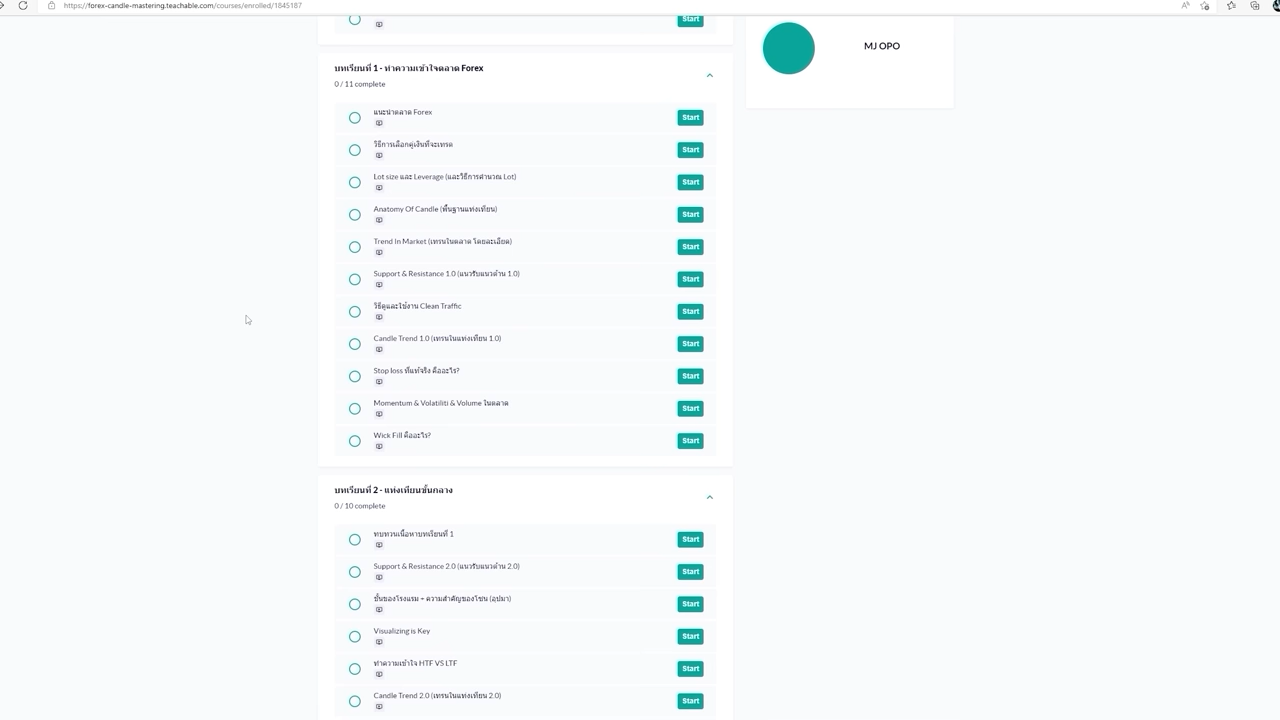 https://forex-candle-mastering.teachable.com/courses/enrolled/1845187
Start
MJ OPO
บทเรียนที่ 1 - ทำความเข้าใจตลาด Forex
0 / 11 complete
แนะนำตลาด Forex
Start
วิธีการเลือกคู่เงินที่จะเทรด
Start
Lot size และ Leverage (และวิธีการคำนวณ Lot)
Start
Anatomy Of Candle (พื้นฐานแท่งเทียน)
Start
Trend In Market (เทรนในตลาด โดยละเอียด)
Start
Support & Resistance 1.0 (แนวรับแนวต้าน 1.0)
Start
วิธีดูและใช้งาน Clean Traffic
Start
Candle Trend 1.0 (เทรนในแท่งเทียน 1.0)
Start
Stop loss ที่แท้จริง คืออะไร?
Start
Momentum & Volatiliti & Volume ในตลาด
Start
Wick Fill คืออะไร?
Start
บทเรียนที่ 2 - แท่งเทียนชั้นกลาง
0 / 10 complete
ทบทวนเนื้อหาบทเรียนที่ 1
Start
Support & Resistance 2.0 (แนวรับแนวต้าน 2.0)
Start
ชั้นของโรงแรม + ความสำคัญของโซน (อุปมา)
Start
Visualizing is Key
Start
ทำความเข้าใจ HTF VS LTF
Start
Candle Trend 2.0 (เทรนในแท่งเทียน 2.0)
Start